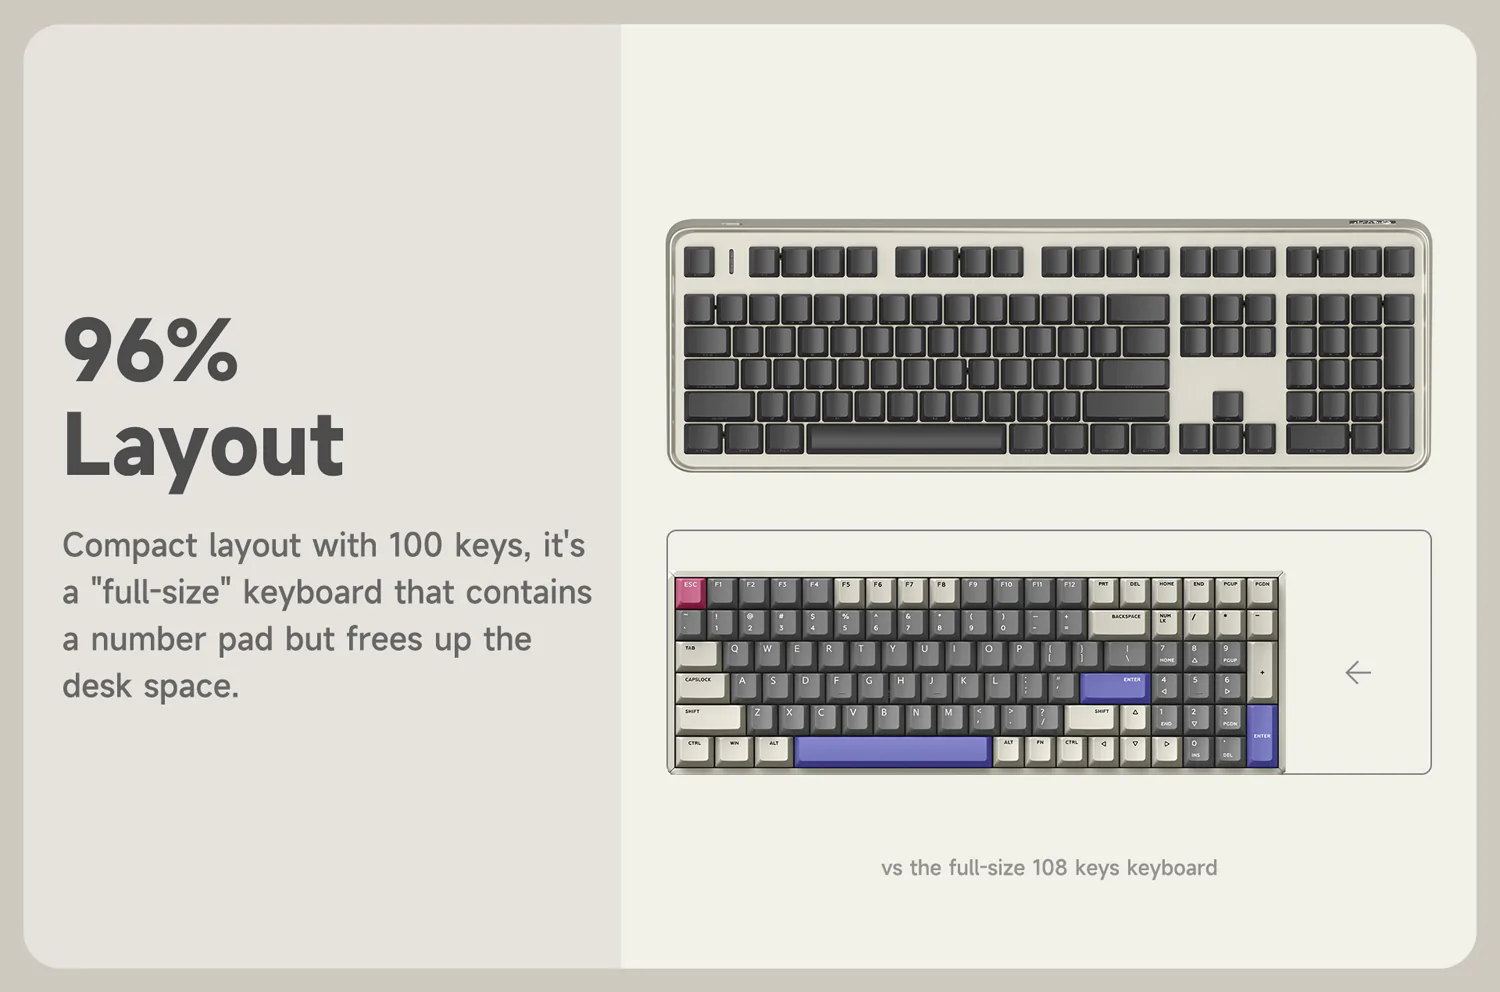 96%
Layout
Compact layout with 100 keys, it's
a "full-size" keyboard that contains
a number pad but frees up the
desk space.
ESC F1 F2 F3 F4 F5 F6 F7 F8 F9 F10 F11 F12 PRT DEL HOME END PGUP PGDN
~ ! @ # $ % ^ & * ( ) _ + BACKSPACE NUM LK / * -
` 1 2 3 4 5 6 7 8 9 0 - =
TAB Q W E R T Y U I O P { [ } ] | \ 7 HOME 8 △ 9 PGUP +
CAPSLOCK A S D F G H J K L : ; " ' ENTER 4 ◁ 5 6 ▷
SHIFT Z X C V B N M < , > . ? / SHIFT △ 1 END 2 ▽ 3 PGDN ENTER
CTRL WIN ALT ALT FN CTRL ◁ ▽ ▷ 0 INS . DEL
vs the full-size 108 keys keyboard